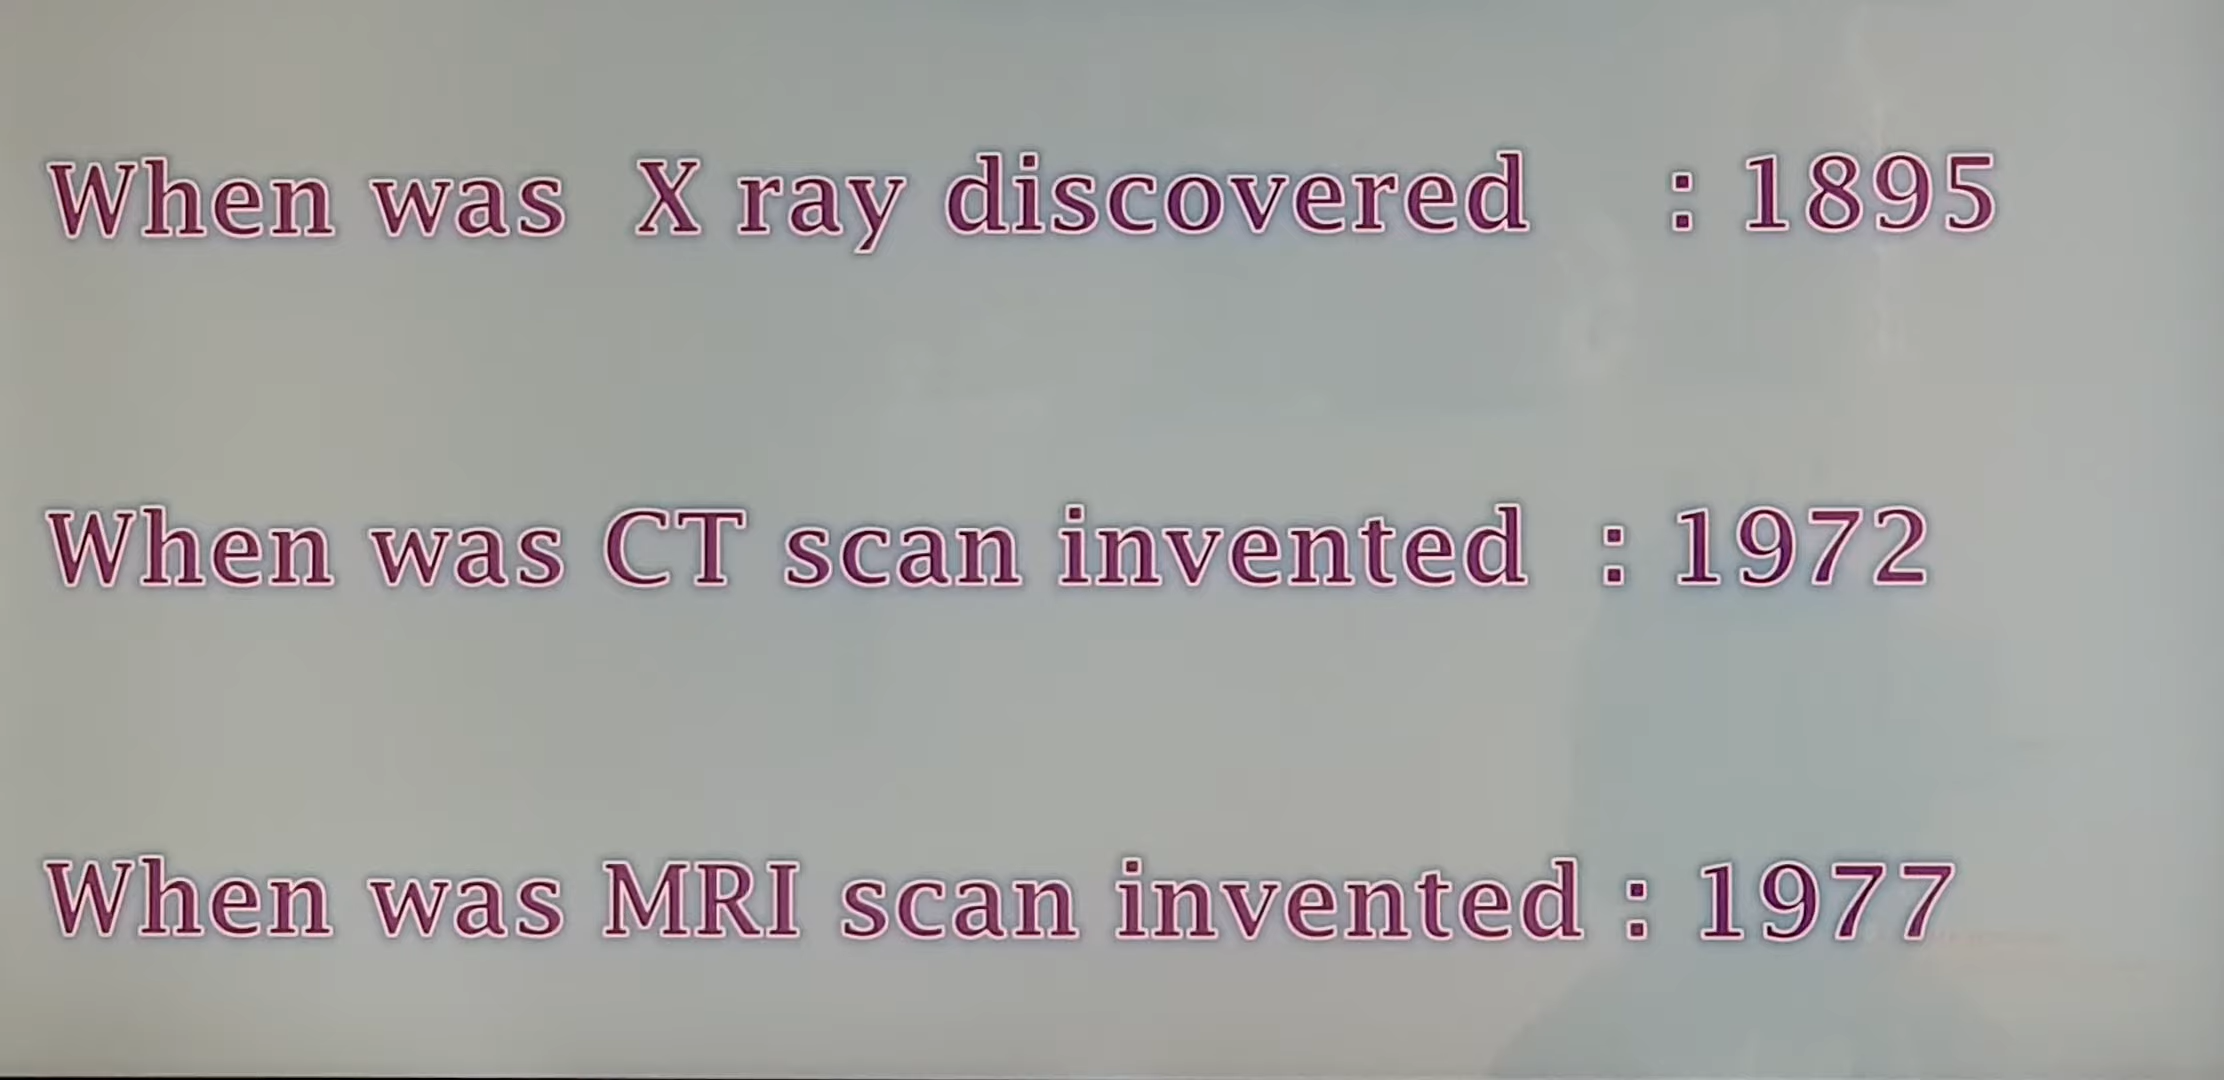 When was X ray discovered : 1895
When was CT scan invented : 1972
When was MRI scan invented : 1977